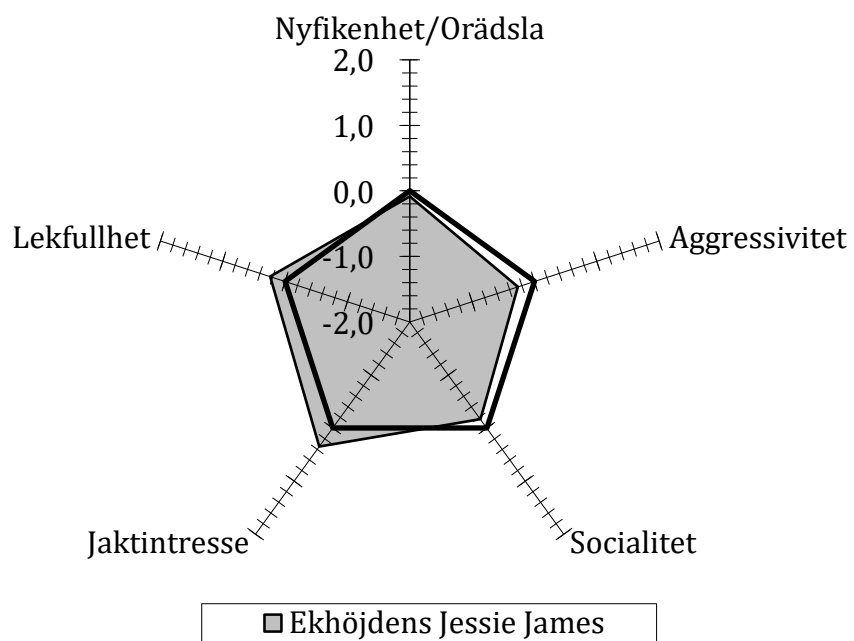 Nyfikenhet/Orädsla
2,0
1,0
0,0
-1,0
-2,0
Lekfullhet
Aggressivitet
Jaktintresse
Socialitet
Ekhöjdens Jessie James